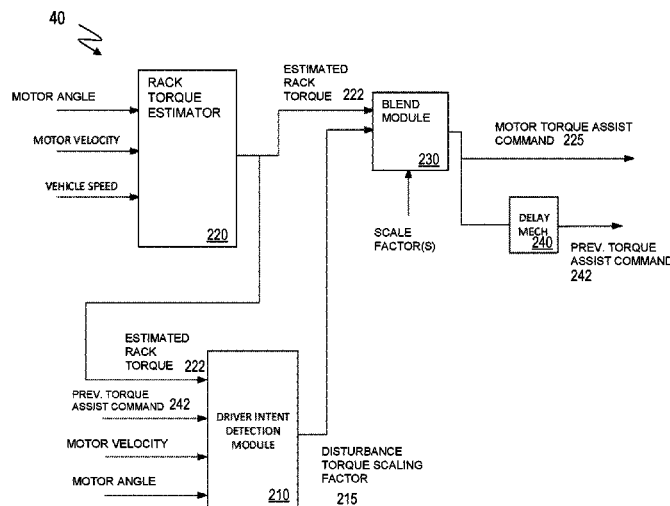 40
RACK
TORQUE
ESTIMATOR
MOTOR ANGLE
MOTOR VELOCITY
VEHICLE SPEED
220
ESTIMATED
RACK
TORQUE 222
BLEND
MODULE
230
SCALE
FACTOR(S)
MOTOR TORQUE ASSIST
COMMAND 225
DELAY
MECH
240
PREV. TORQUE
ASSIST COMMAND
242
ESTIMATED
RACK
TORQUE 222
PREV. TORQUE
ASSIST COMMAND 242
MOTOR VELOCITY
MOTOR ANGLE
DRIVER INTENT
DETECTION
MODULE
210
DISTURBANCE
TORQUE SCALING
FACTOR
215